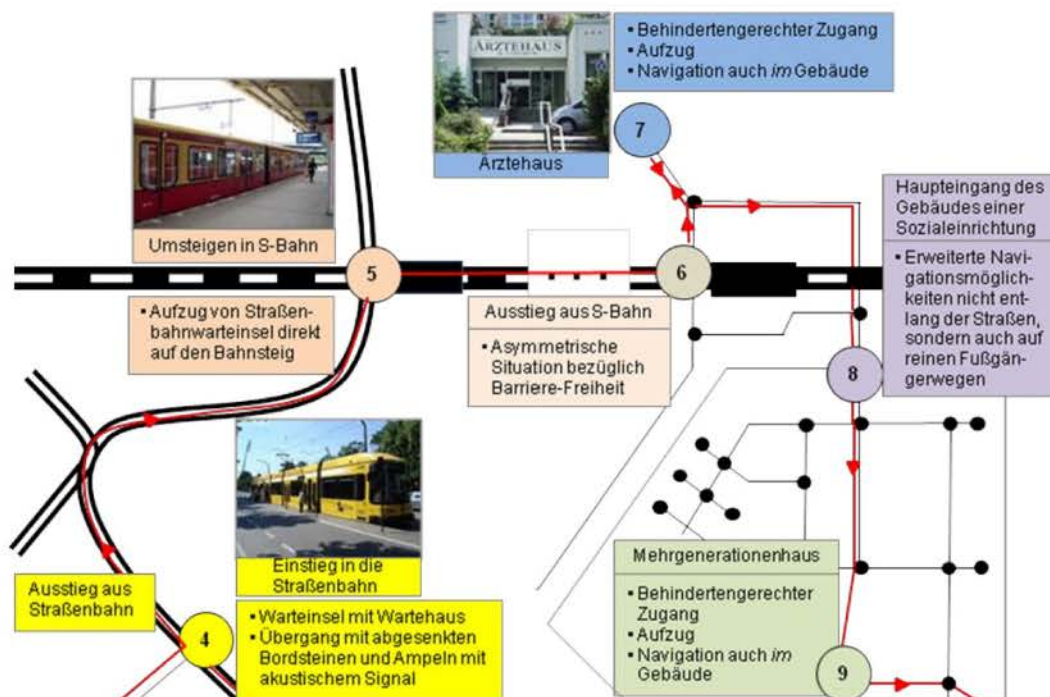 ÄRZTEHAUS
Ärztehaus
▪ Behindertengerechter Zugang
▪ Aufzug
▪ Navigation auch im Gebäude
7
Umsteigen in S-Bahn
▪ Aufzug von Straßen-
bahnwarteinsel direkt
auf den Bahnsteig
5
6
Ausstieg aus S-Bahn
▪ Asymmetrische
Situation bezüglich
Barriere-Freiheit
Haupteingang des
Gebäudes einer
Sozialeinrichtung
▪ Erweiterte Navi-
gationsmöglich-
keiten nicht ent-
lang der Straßen,
sondern auch auf
reinen Fußgän-
gerwegen
8
Ausstieg aus
Straßenbahn
4
Einstieg in die
Straßenbahn
▪ Warteinsel mit Wartehaus
▪ Übergang mit abgesenkten
Bordsteinen und Ampeln mit
akustischem Signal
Mehrgenerationenhaus
▪ Behindertengerechter
Zugang
▪ Aufzug
▪ Navigation auch im
Gebäude
9